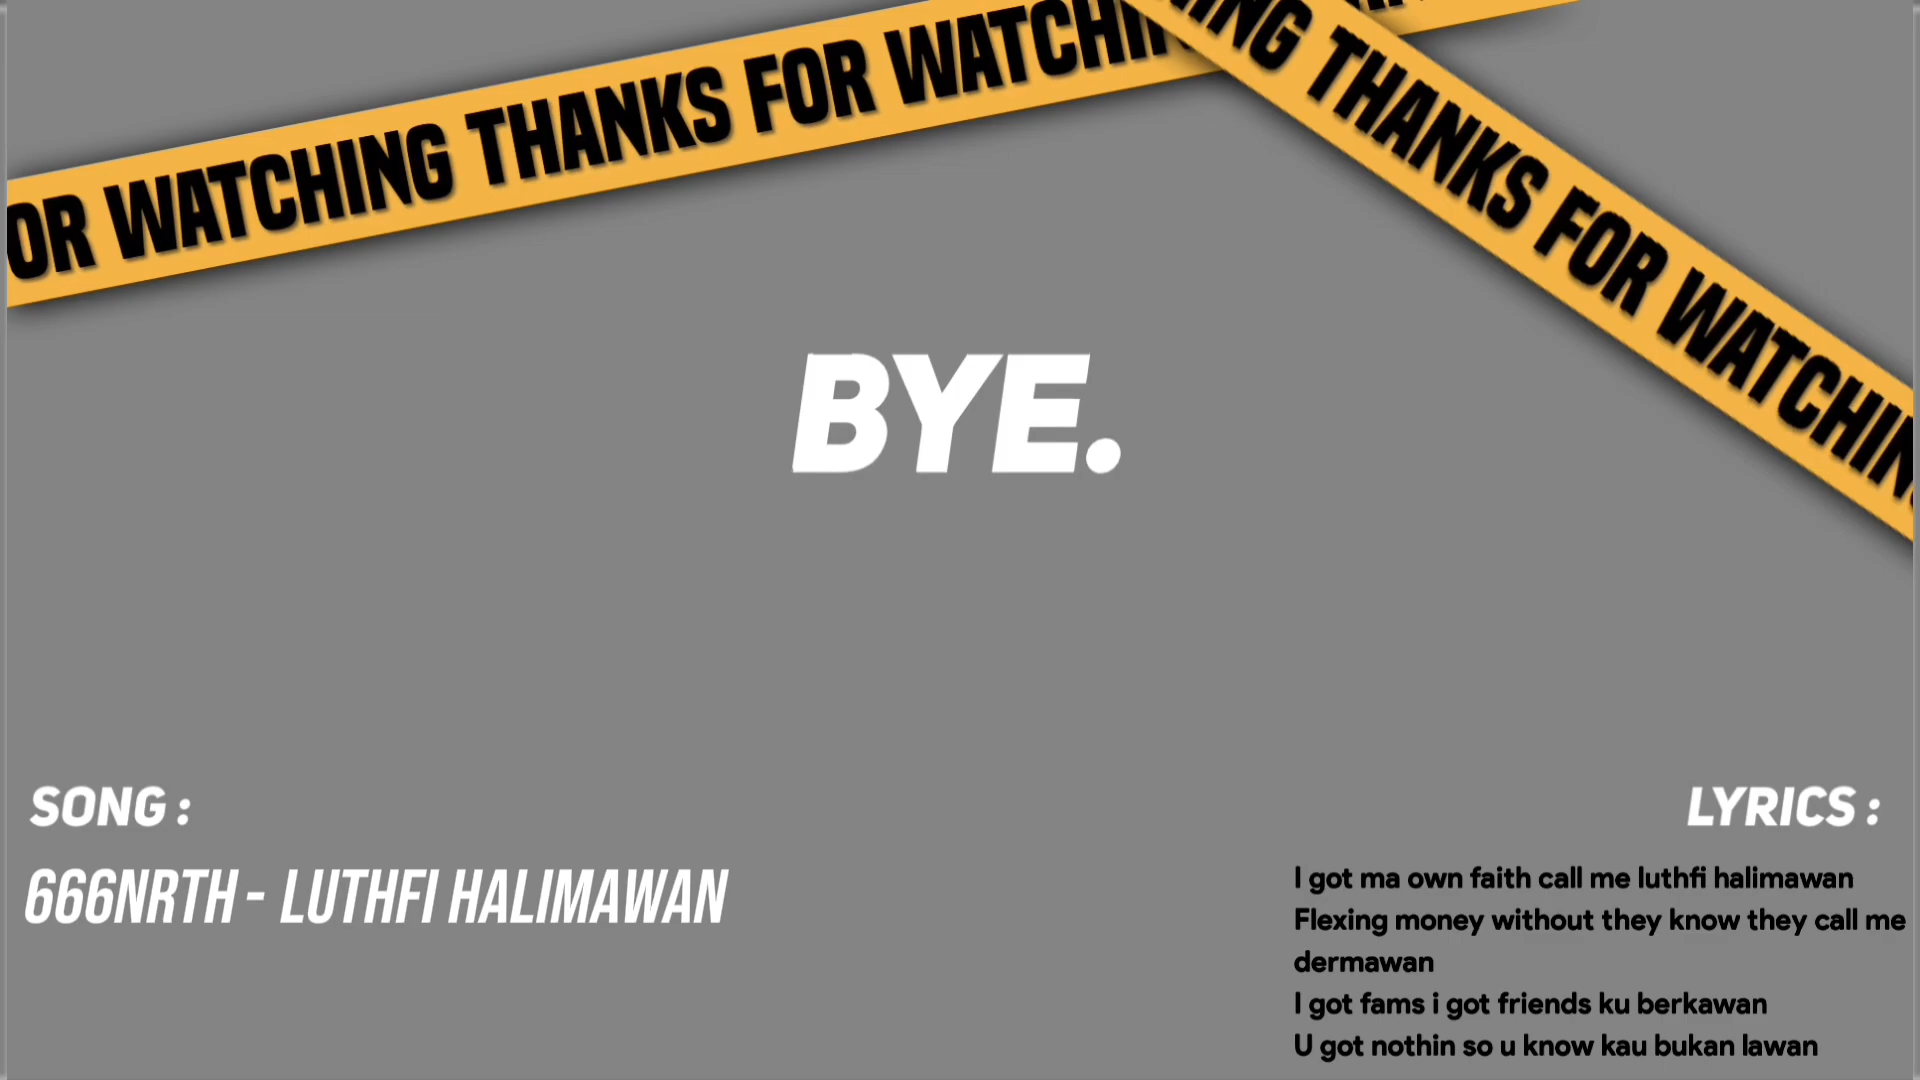 OR WATCHING THANKS FOR WATCHIN
THANKS FOR WATCHIN
BYE.
SONG :
666NRTH - LUTHFI HALIMAWAN
LYRICS :
I got ma own faith call me luthfi halimawan
Flexing money without they know they call me
dermawan
I got fams i got friends ku berkawan
U got nothin so u know kau bukan lawan